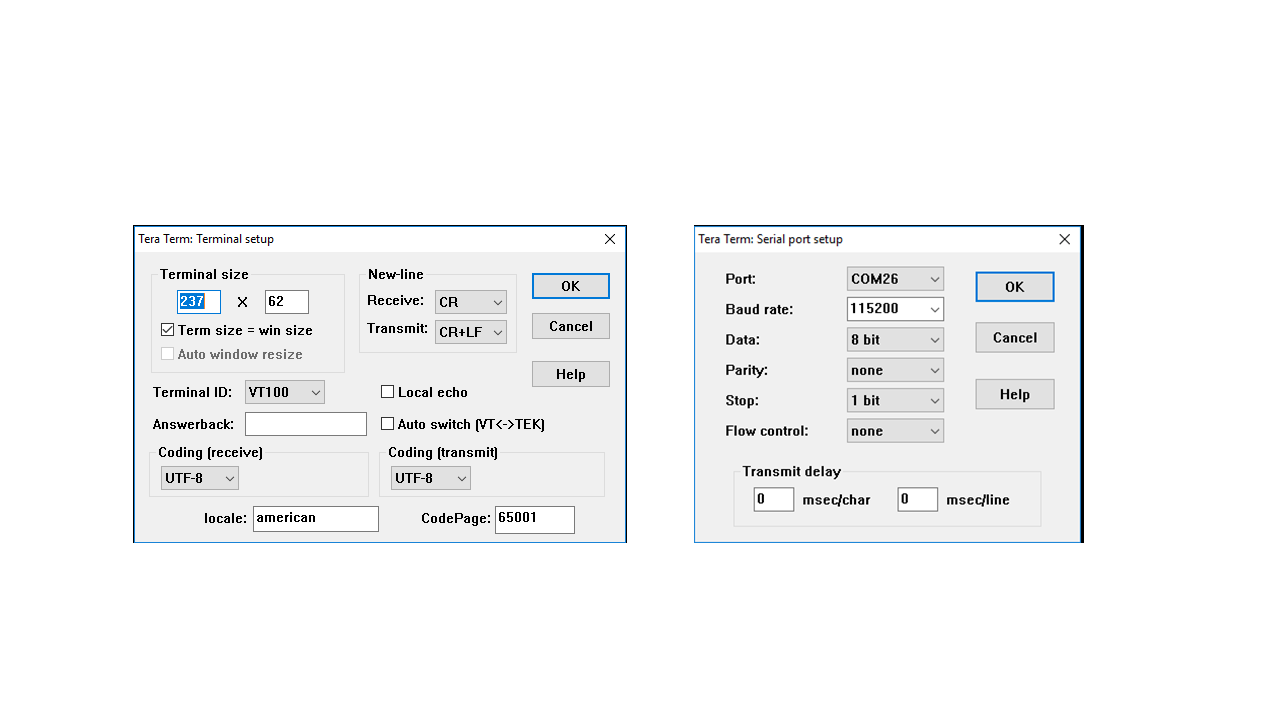 Tera Term: Terminal setup
Terminal size
237 X 62
Term size = win size
Auto window resize
New-line
Receive: CR
Transmit: CR+LF
OK
Cancel
Help
Terminal ID: VT100
Local echo
Answerback:
Auto switch (VT<->TEK)
Coding (receive)
UTF-8
Coding (transmit)
UTF-8
locale: american
CodePage: 65001
Tera Term: Serial port setup
Port: COM26
Baud rate: 115200
Data: 8 bit
Parity: none
Stop: 1 bit
Flow control: none
OK
Cancel
Help
Transmit delay
0 msec/char 0 msec/line